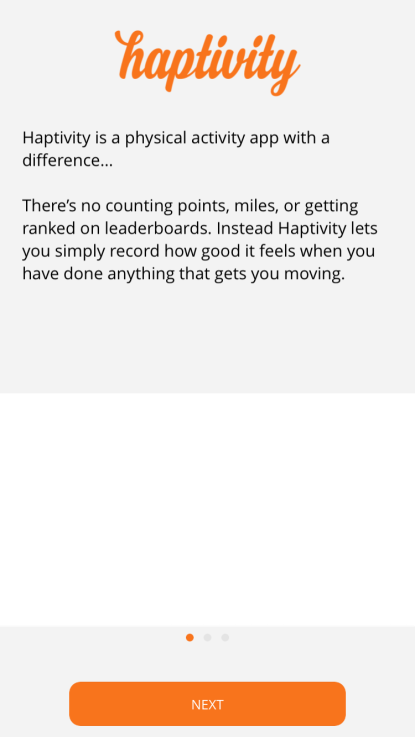 haptivity
Haptivity is a physical activity app with a
difference...
There's no counting points, miles, or getting
ranked on leaderboards. Instead Haptivity lets
you simply record how good it feels when you
have done anything that gets you moving.
NEXT